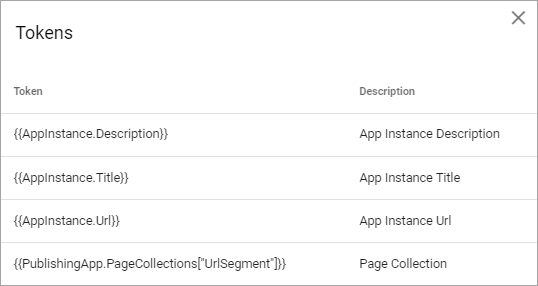 Tokens
Token Description
{{AppInstance.Description}} App Instance Description
{{AppInstance.Title}} App Instance Title
{{AppInstance.Url}} App Instance Url
{{PublishingApp.PageCollections["UrlSegment"]}} Page Collection